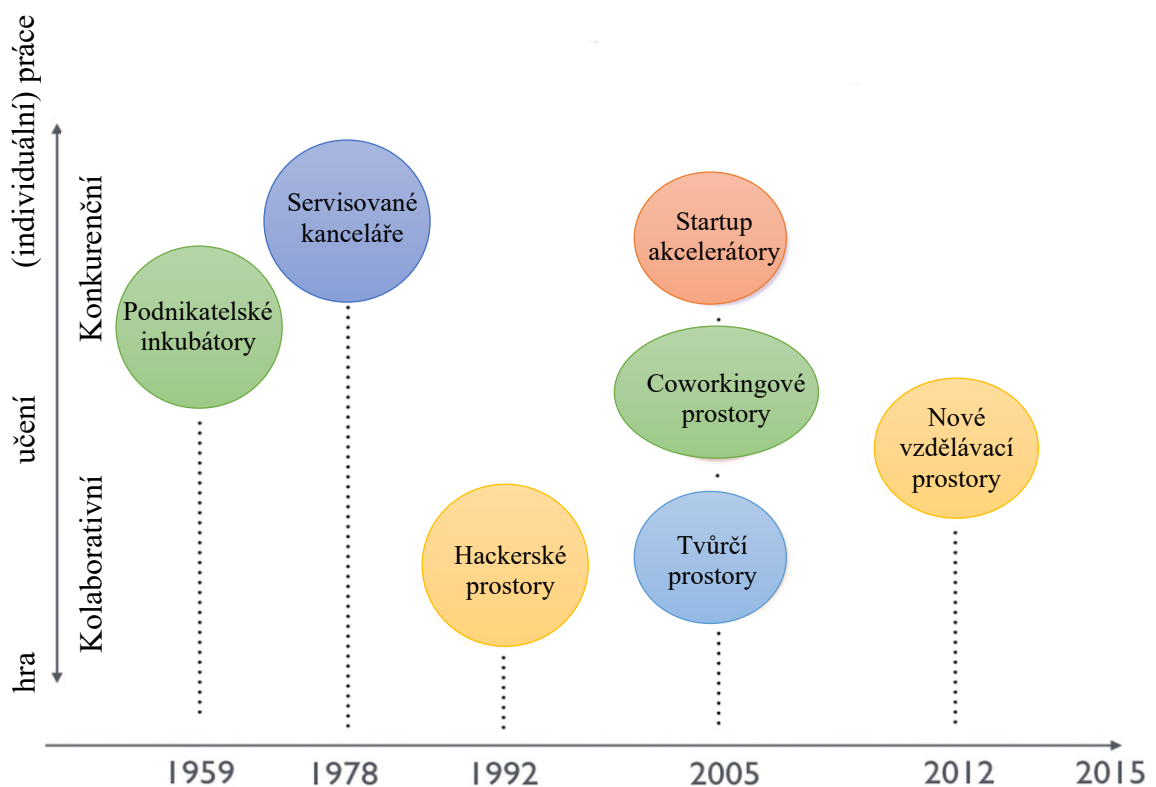 (individuální) práce
učení
hra
Konkurenční
Kolaborativní
Podnikatelské
inkubátory
Servisované
kanceláře
Hackerské
prostory
Startup
akcelerátory
Coworkingové
prostory
Tvůrčí
prostory
Nové
vzdělávací
prostory
1959
1978
1992
2005
2012
2015